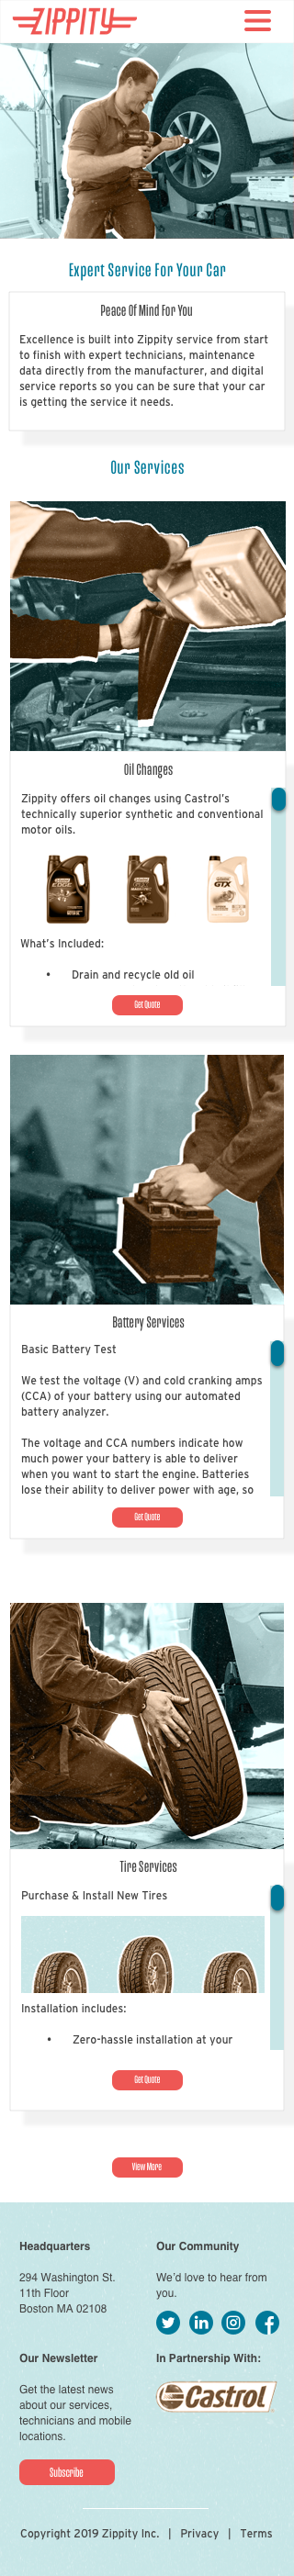 ZIPPITY
Expert Service For Your Car
Peace Of Mind For You
Excellence is built into Zippity service from start
to finish with expert technicians, maintenance
data directly from the manufacturer, and digital
service reports so you can be sure that your car
is getting the service it needs.
Our Services
Oil Changes
Zippity offers oil changes using Castrol's
technically superior synthetic and conventional
motor oils.
EDGE
GTX
What's Included:
• Drain and recycle old oil
Get Quote
Battery Services
Basic Battery Test
We test the voltage (V) and cold cranking amps
(CCA) of your battery using our automated
battery analyzer.
The voltage and CCA numbers indicate how
much power your battery is able to deliver
when you want to start the engine. Batteries
lose their ability to deliver power with age, so
Get Quote
Tire Services
Purchase & Install New Tires
Installation includes:
• Zero-hassle installation at your
Get Quote
View More
Headquarters
294 Washington St.
11th Floor
Boston MA 02108
Our Community
We'd love to hear from
you.
Our Newsletter
Get the latest news
about our services,
technicians and mobile
locations.
Subscribe
In Partnership With:
Castrol
Copyright 2019 Zippity Inc. | Privacy | Terms